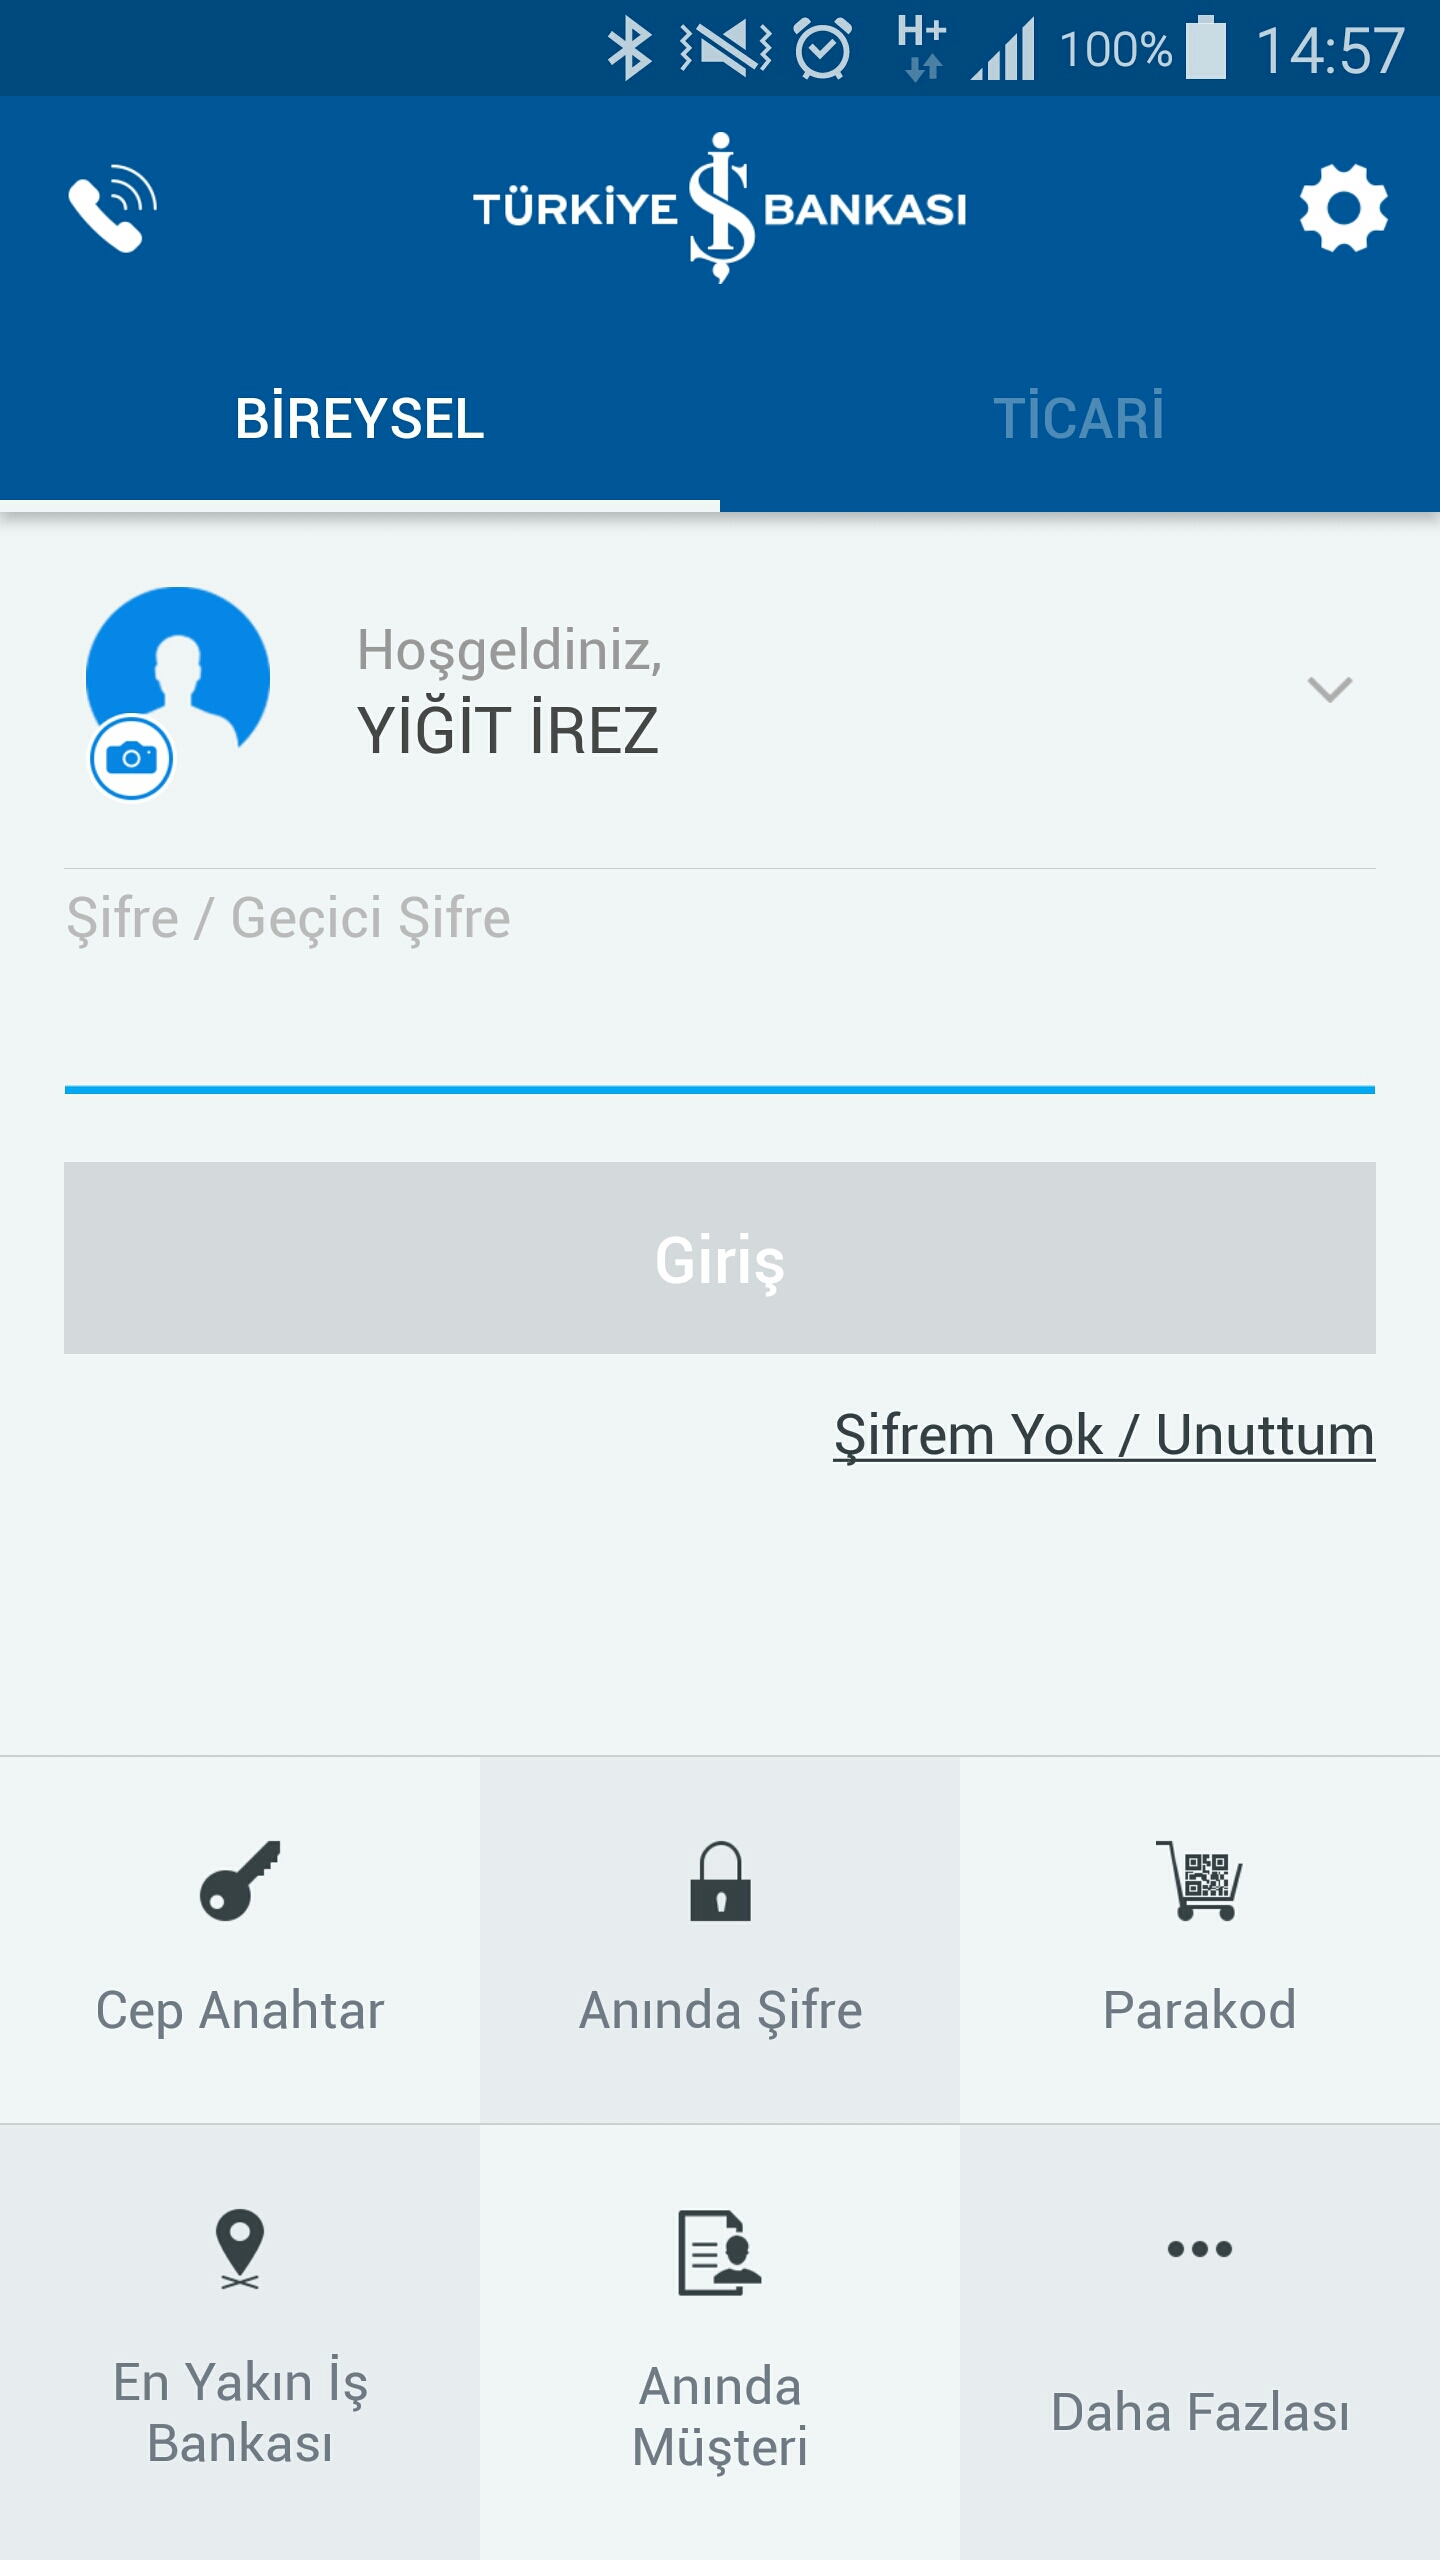 H+ 100% 14:57
TÜRKİYE İŞ BANKASI
BİREYSEL TİCARİ
Hoşgeldiniz,
YİĞİT İREZ
Şifre / Geçici Şifre
Giriş
Şifrem Yok / Unuttum
Cep Anahtar
Anında Şifre
Parakod
En Yakın İş
Bankası
Anında
Müşteri
Daha Fazlası